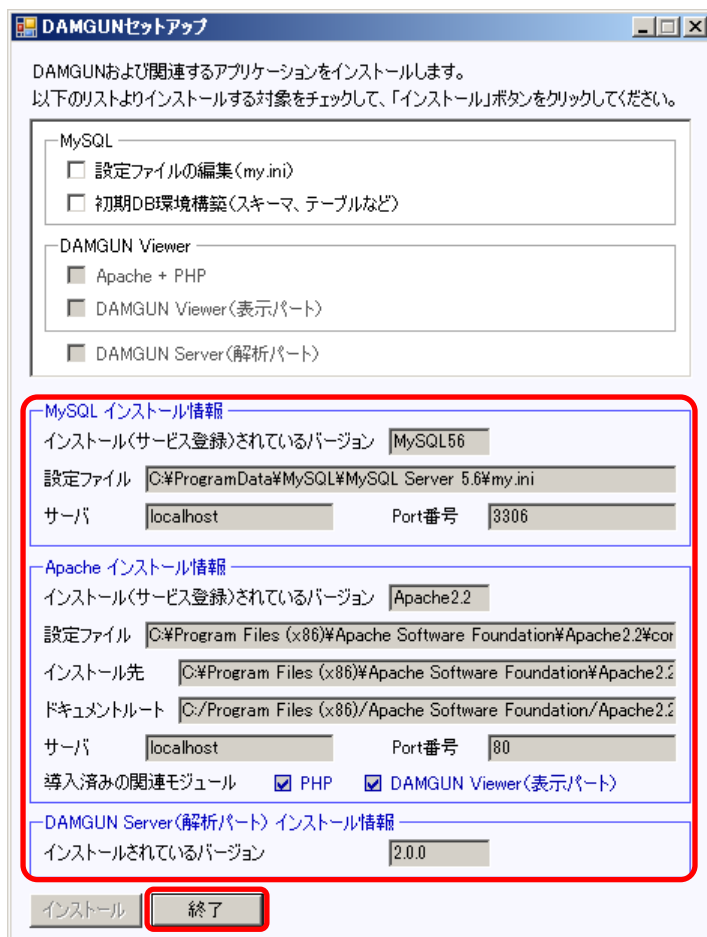 DAMGUNセットアップ
DAMGUNおよび関連するアプリケーションをインストールします。
以下のリストよりインストールする対象をチェックして、「インストール」ボタンをクリックしてください。
MySQL
設定ファイルの編集(my.ini)
初期DB環境構築(スキーマ、テーブルなど)
DAMGUN Viewer
Apache + PHP
DAMGUN Viewer(表示パート)
DAMGUN Server(解析パート)
MySQL インストール情報
インストール(サービス登録)されているバージョン MySQL56
設定ファイル C:¥ProgramData¥MySQL¥MySQL Server 5.6¥my.ini
サーバ localhost Port番号 3306
Apache インストール情報
インストール(サービス登録)されているバージョン Apache2.2
設定ファイル C:¥Program Files (x86)¥Apache Software Foundation¥Apache2.2¥cor
インストール先 C:¥Program Files (x86)¥Apache Software Foundation¥Apache2.2
ドキュメントルート C:/Program Files (x86)/Apache Software Foundation/Apache2.2
サーバ localhost Port番号 80
導入済みの関連モジュール PHP DAMGUN Viewer(表示パート)
DAMGUN Server(解析パート) インストール情報
インストールされているバージョン 2.0.0
インストール 終了